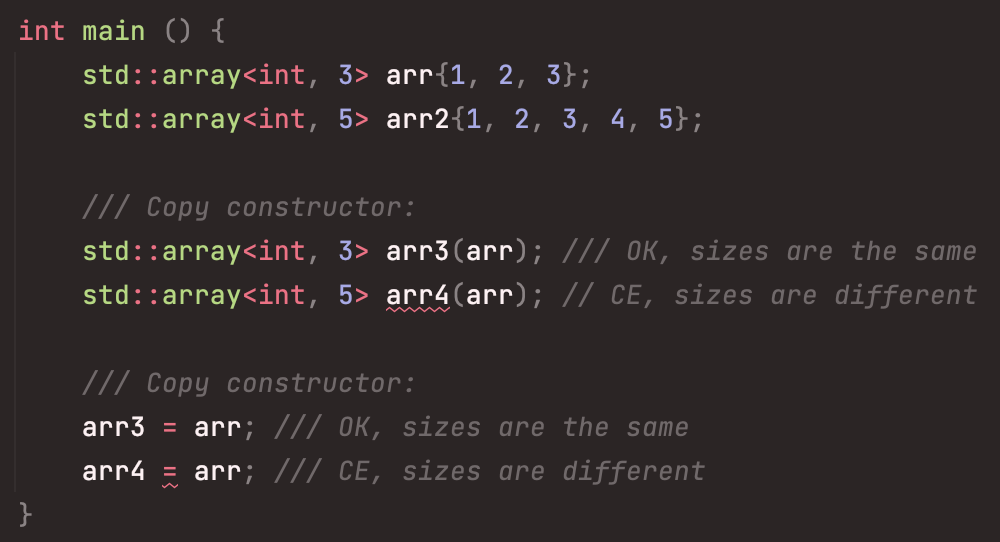 int main () {
    std::array<int, 3> arr{1, 2, 3};
    std::array<int, 5> arr2{1, 2, 3, 4, 5};
    /// Copy constructor:
    std::array<int, 3> arr3(arr); /// OK, sizes are the same
    std::array<int, 5> arr4(arr); // CE, sizes are different
    /// Copy constructor:
    arr3 = arr; /// OK, sizes are the same
    arr4 = arr; /// CE, sizes are different
}